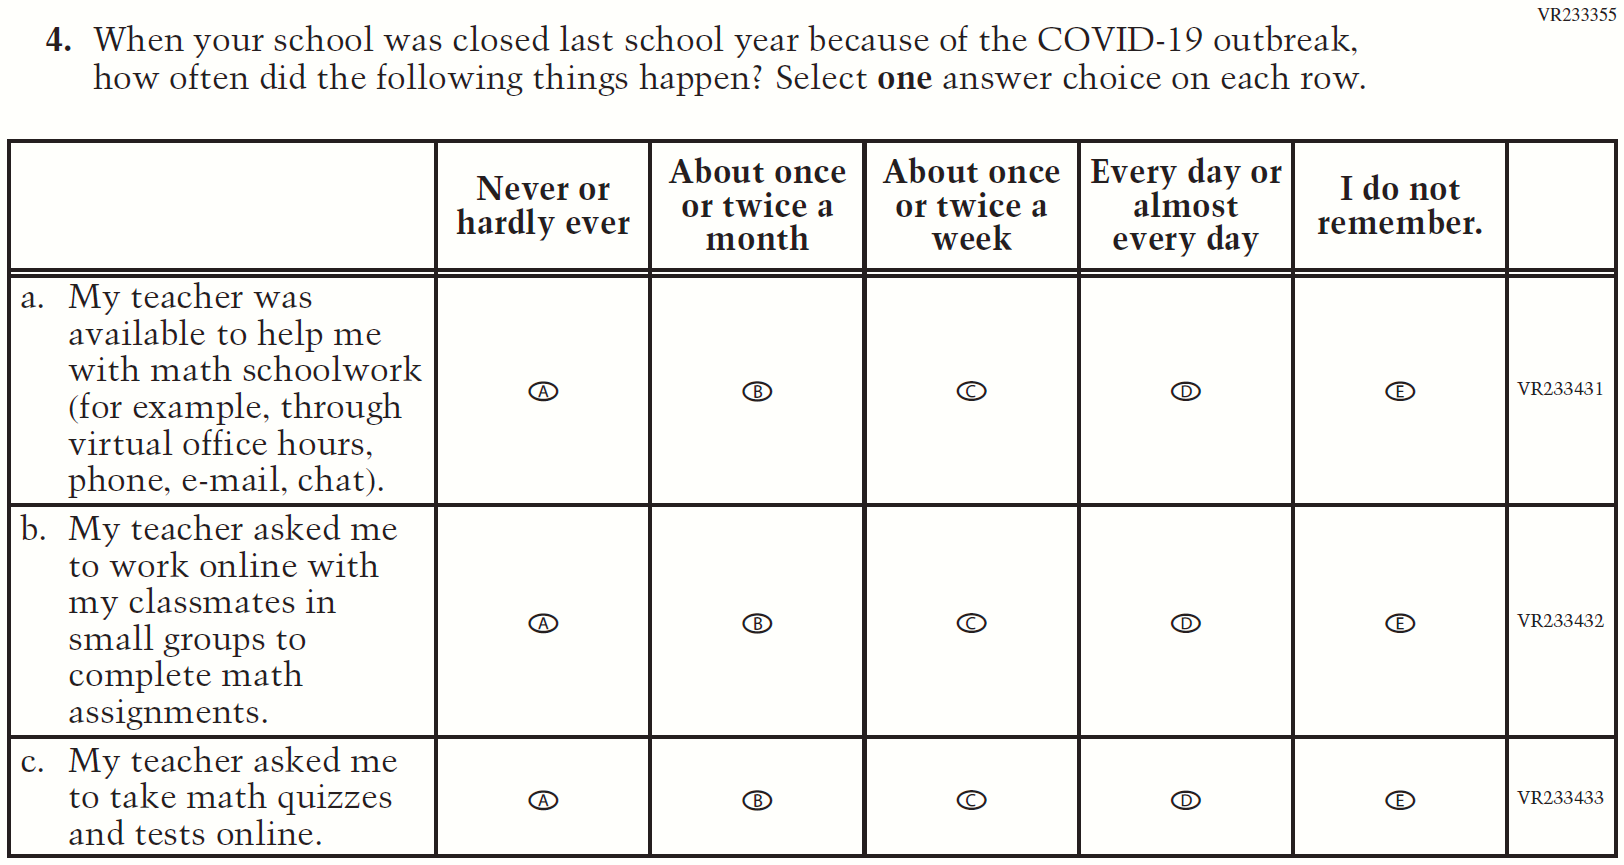 VR233355
4. When your school was closed last school year because of the COVID-19 outbreak,
how often did the following things happen? Select one answer choice on each row.
Never or
hardly ever
About once
or twice a
month
About once
or twice a
week
Every day or
almost
every day
I do not
remember.
a. My teacher was
available to help me
with math schoolwork
(for example, through
virtual office hours,
phone, e-mail, chat).
A B C D E VR233431
b. My teacher asked me
to work online with
my classmates in
small groups to
complete math
assignments.
A B C D E VR233432
c. My teacher asked me
to take math quizzes
and tests online.
A B C D E VR233433